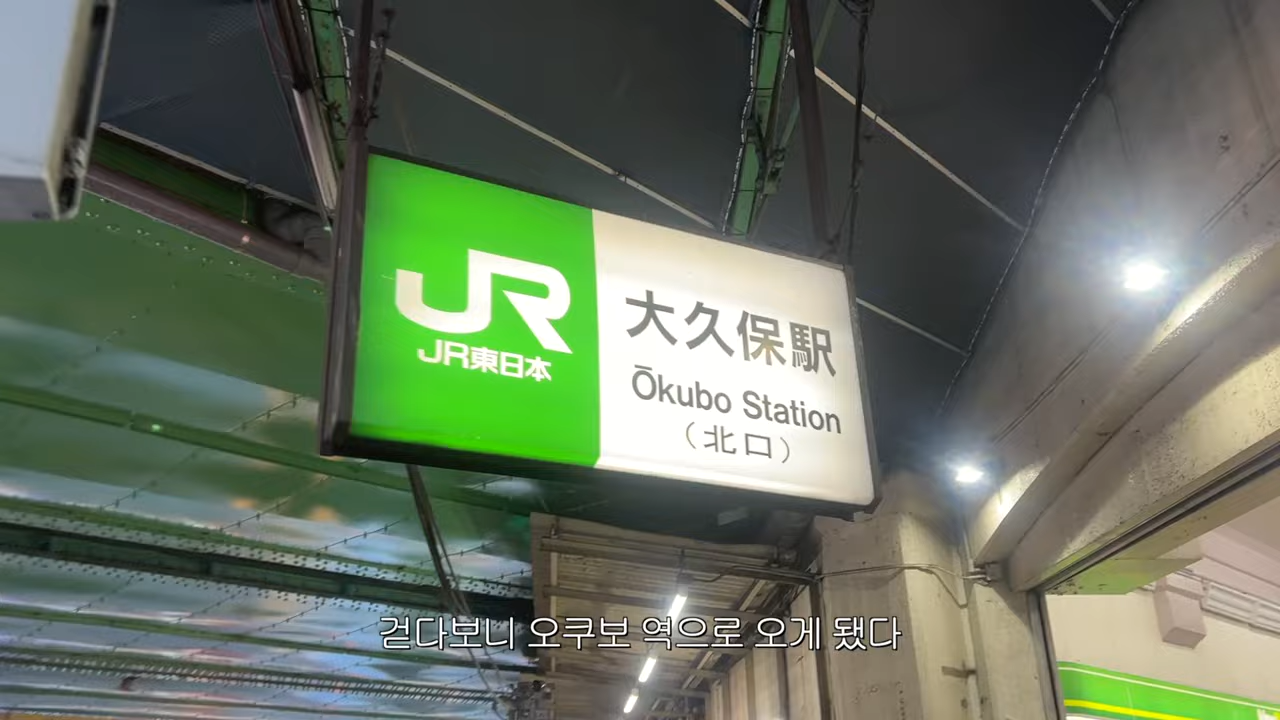 JR
JR東日本
大久保駅
Ōkubo Station
（北口）
걷다보니 오쿠보 역으로 오게 됐다